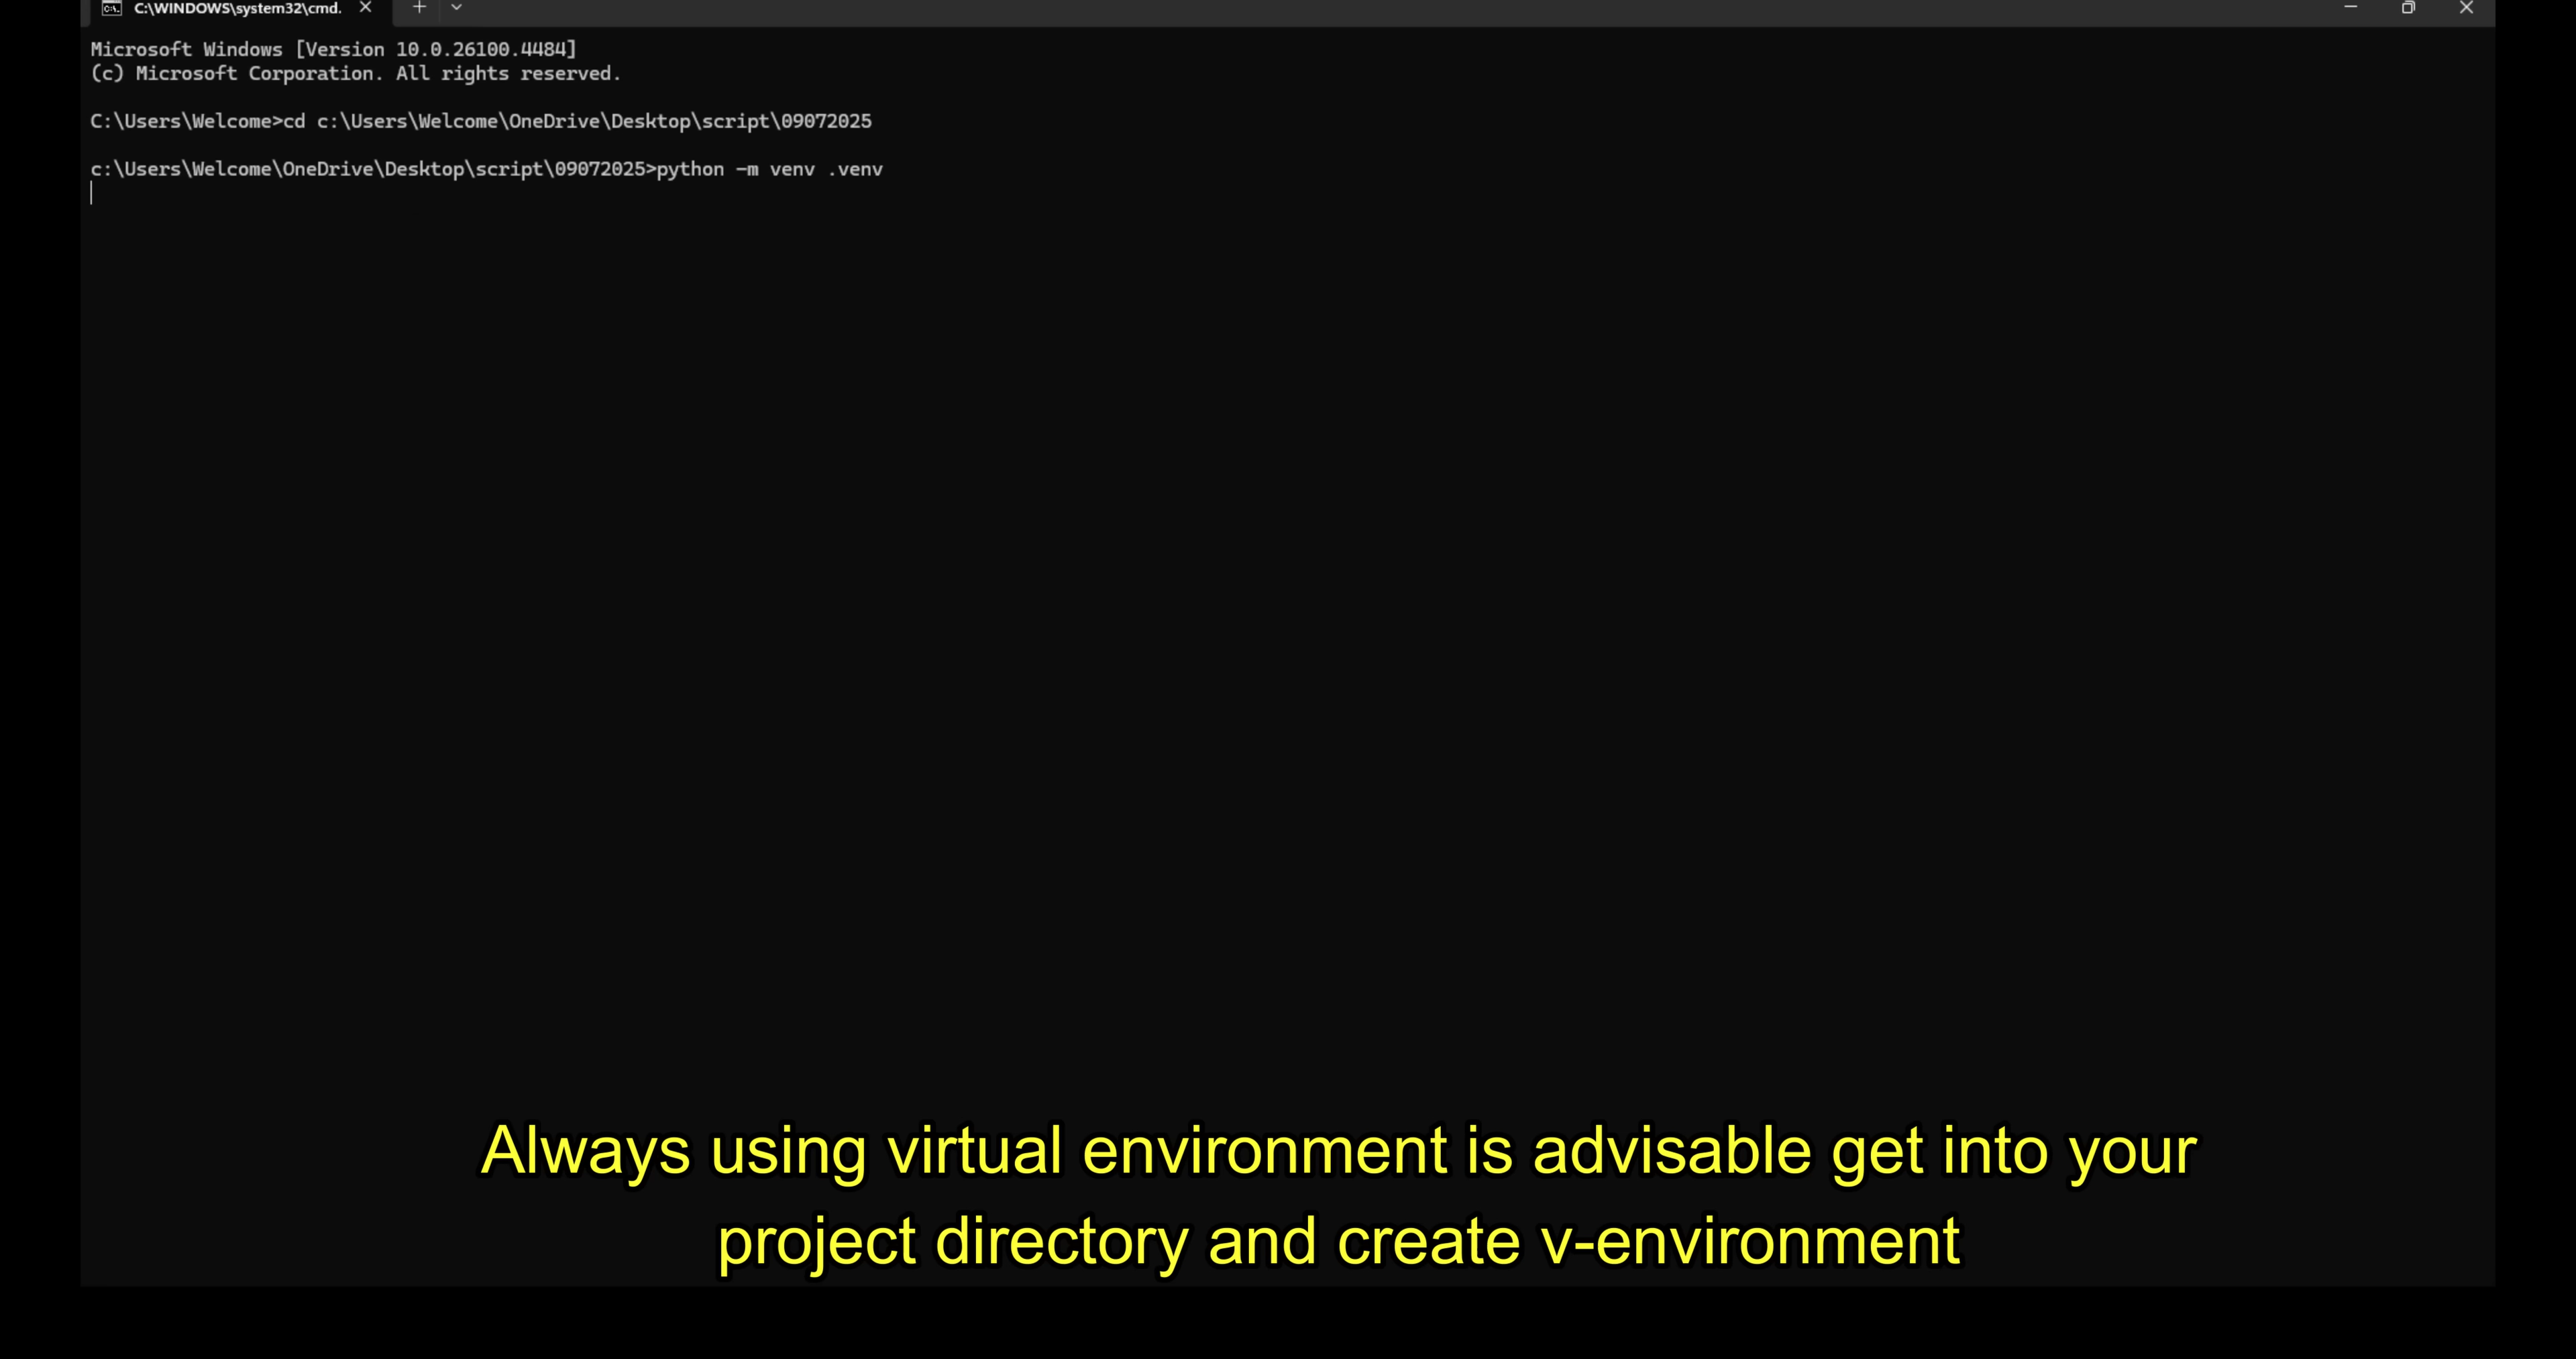 C:\WINDOWS\system32\cmd.
Microsoft Windows [Version 10.0.26100.4484]
(c) Microsoft Corporation. All rights reserved.
C:\Users\Welcome>cd c:\Users\Welcome\OneDrive\Desktop\script\09072025
c:\Users\Welcome\OneDrive\Desktop\script\09072025>python -m venv .venv
Always using virtual environment is advisable get into your
project directory and create v-environment